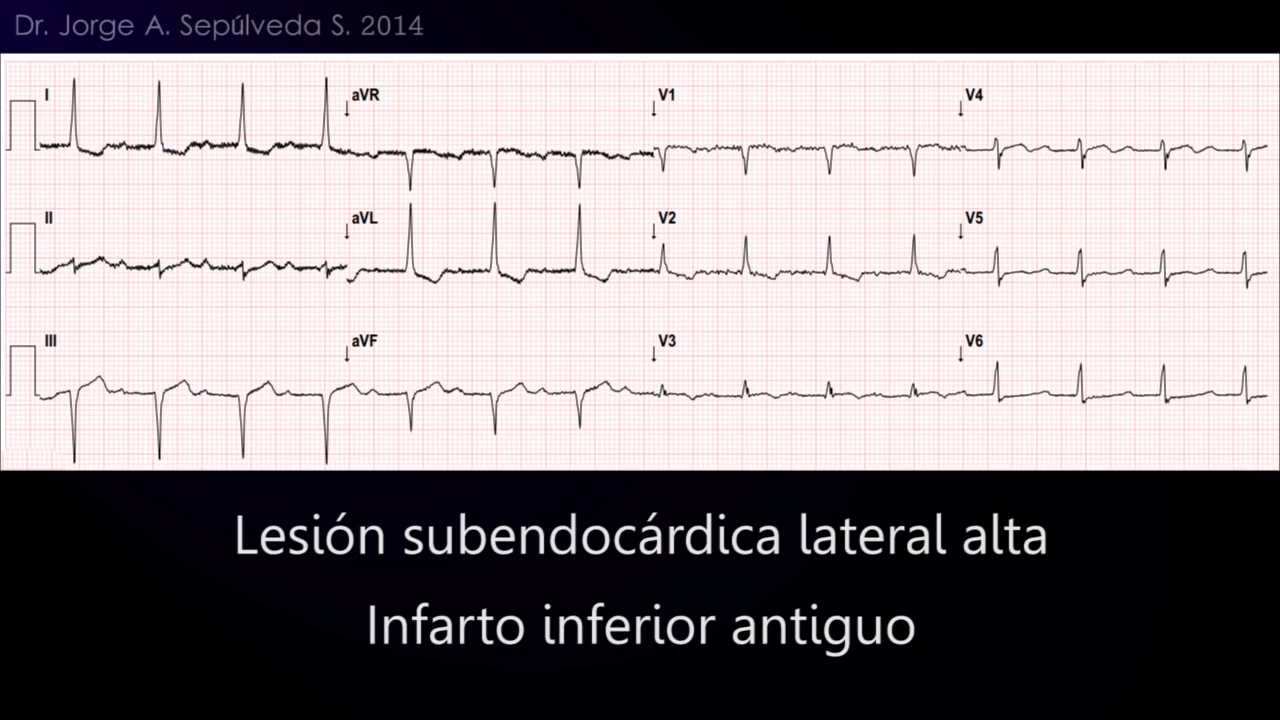 Dr. Jorge A. Sepúlveda S. 2014
I aVR V1 V4
II aVL V2 V5
III aVF V3 V6
Lesión subendocárdica lateral alta
Infarto inferior antiguo